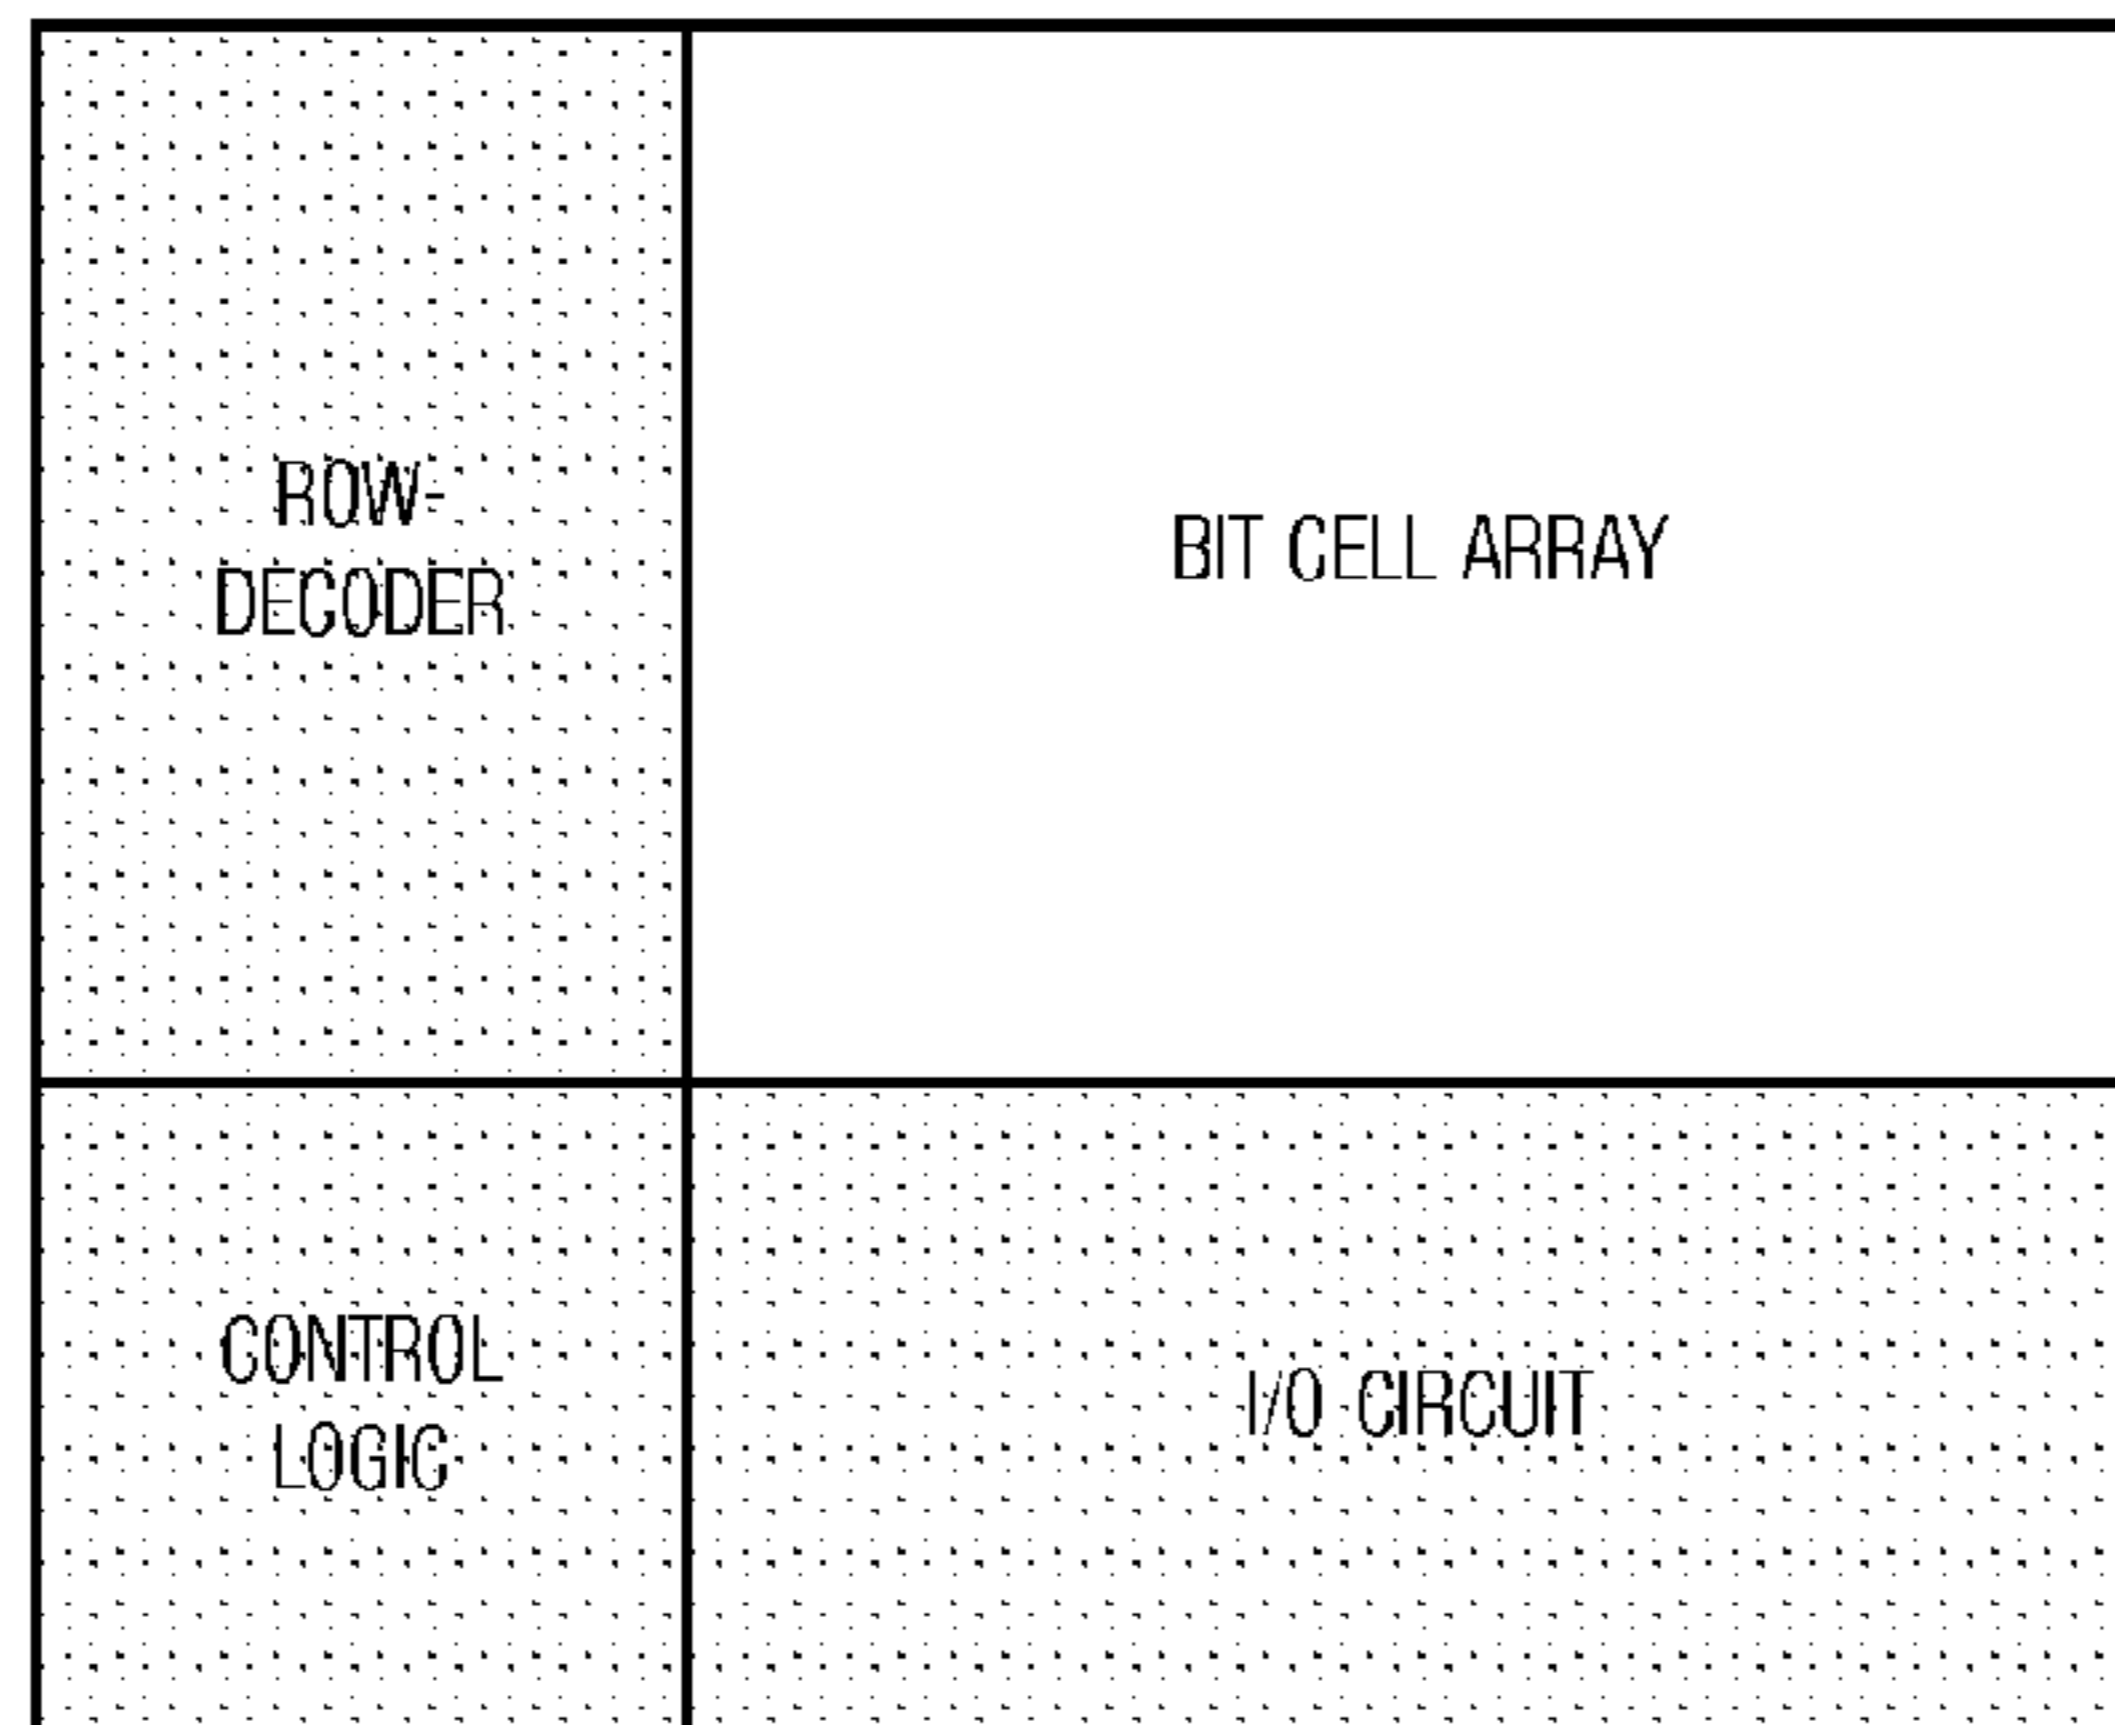 ROW-
DECODER
BIT CELL ARRAY
CONTROL
LOGIC
I/O CIRCUIT